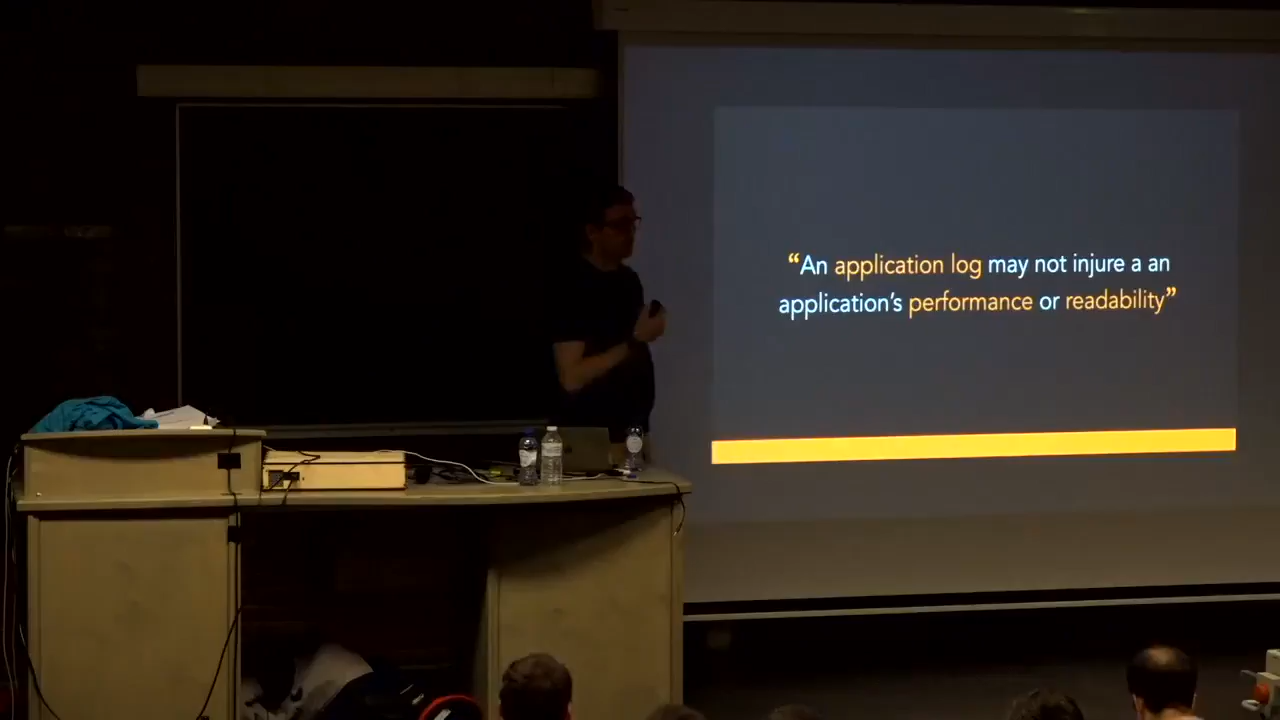 “An application log may not injure a an
application’s performance or readability”